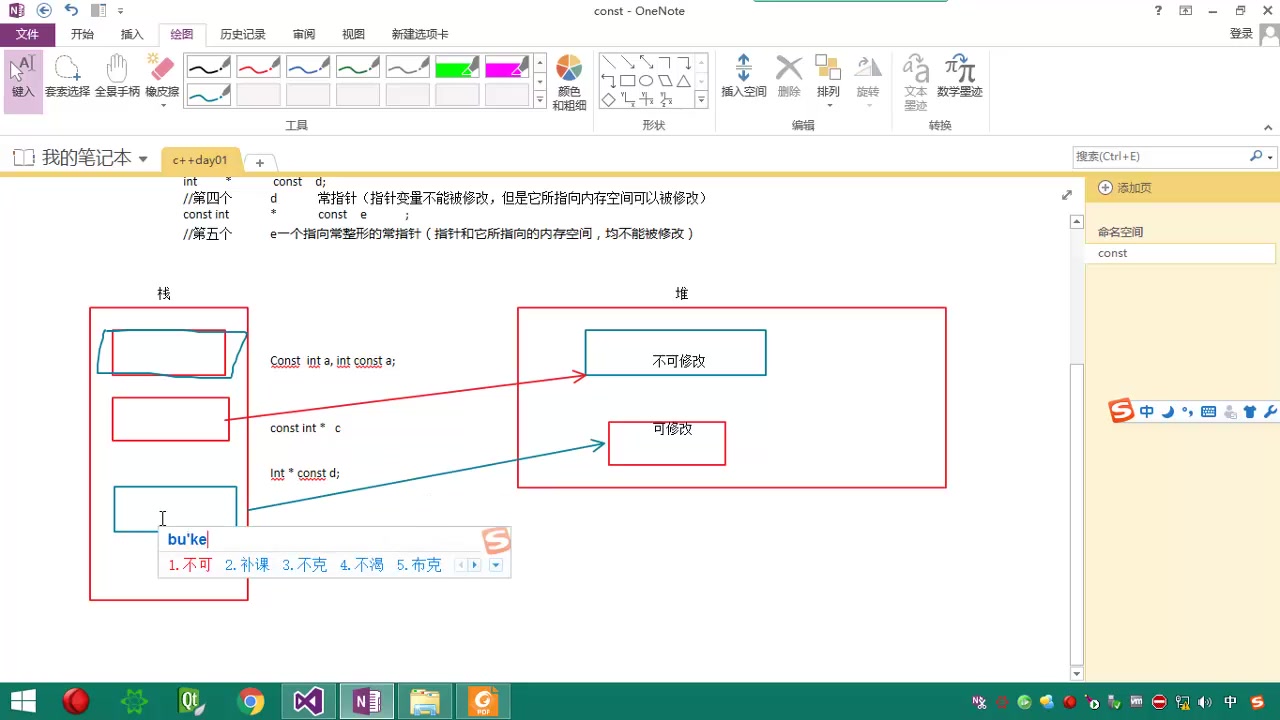 const - OneNote
文件 开始 插入 绘图 历史记录 审阅 视图 新建选项卡 登录
键入 套索选择 全景手柄 橡皮擦 颜色和粗细 插入空间 删除 排列 旋转 文本墨迹 数学墨迹
工具 形状 编辑 转换
我的笔记本 c++day01 搜索(Ctrl+E)
添加页
命名空间
const
int * const d;
//第四个 d 常指针（指针变量不能被修改，但是它所指向内存空间可以被修改）
const int * const e ;
//第五个 e一个指向常整形的常指针（指针和它所指向的内存空间，均不能被修改）
栈 堆
Const int a, int const a;
不可修改
const int * c
可修改
Int * const d;
bu'ke
1.不可 2.补课 3.不克 4.不渴 5.布克
中
中